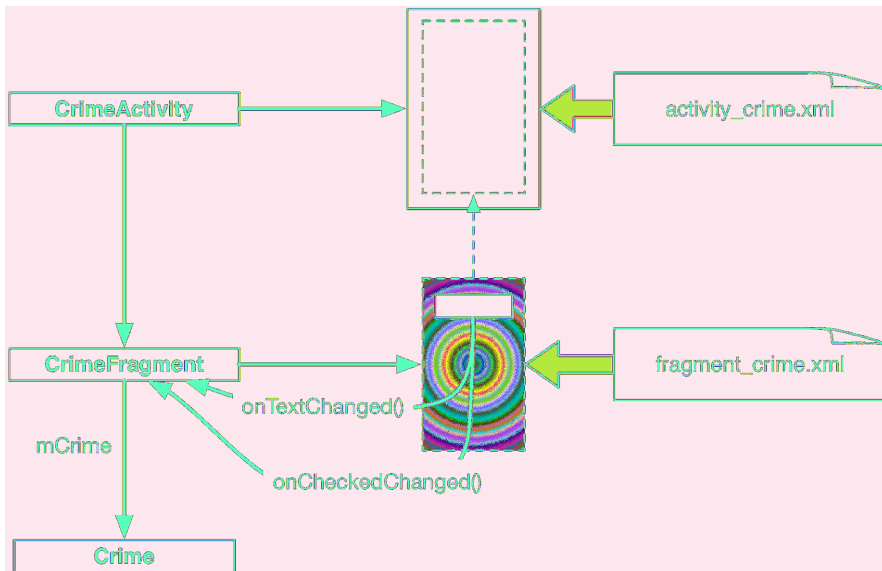 CrimeActivity
activity_crime.xml
CrimeFragment
fragment_crime.xml
onTextChanged()
mCrime
onCheckedChanged()
Crime